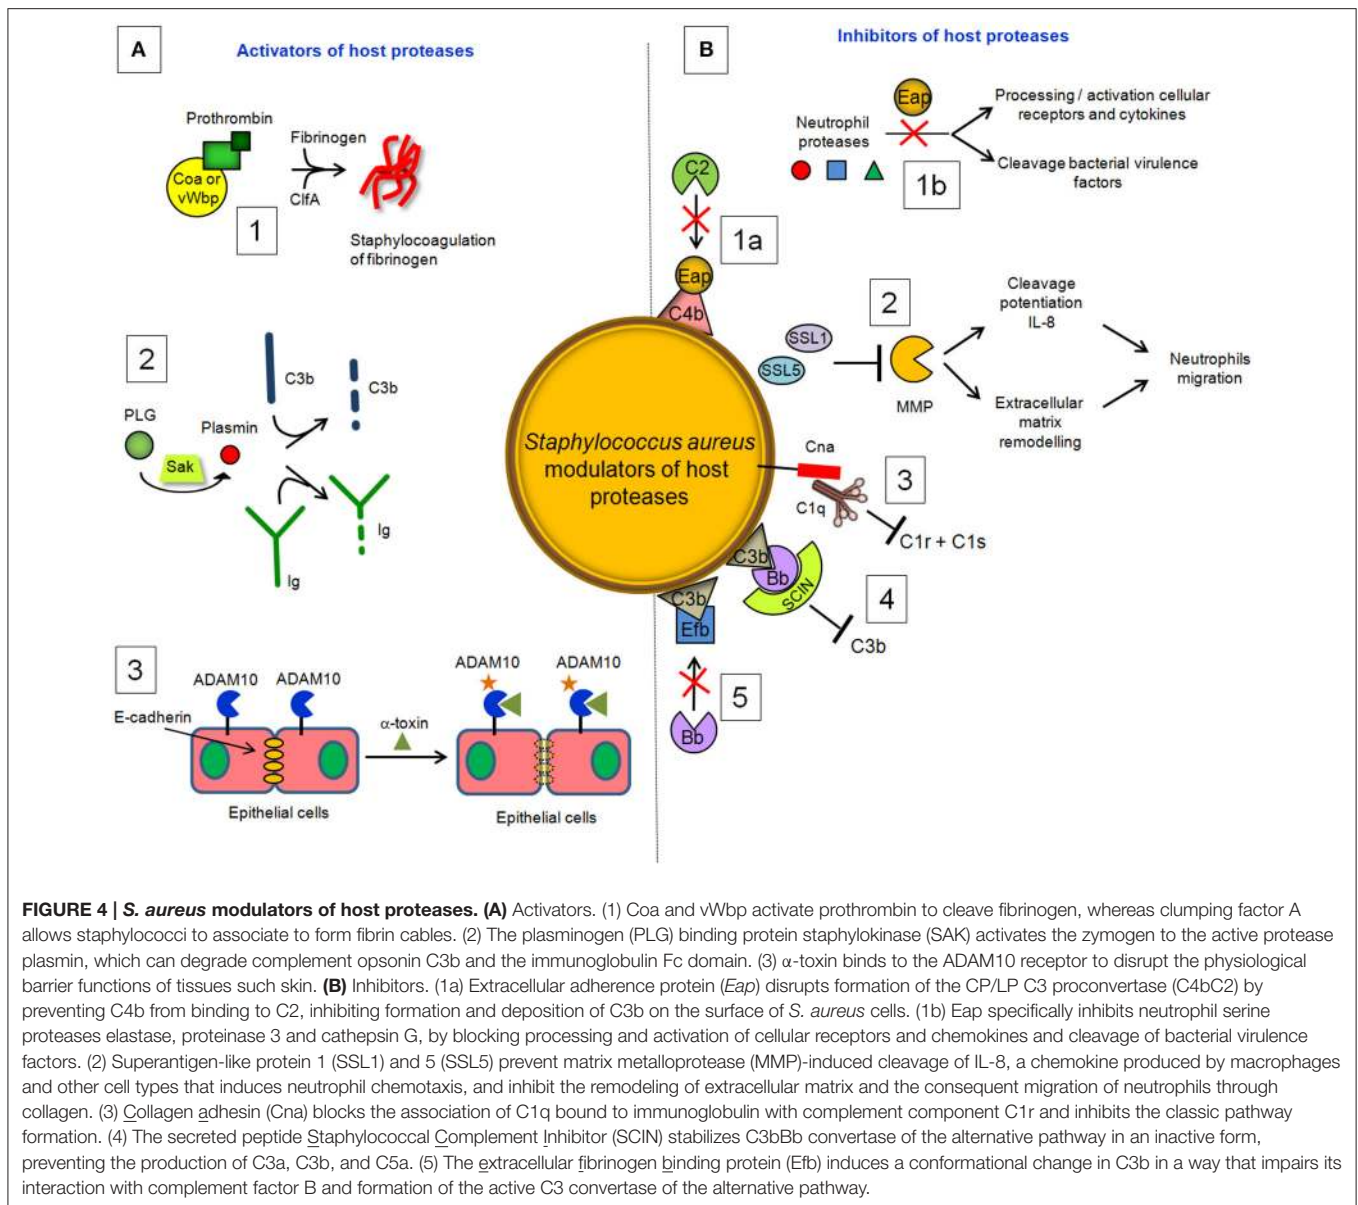 A
Activators of host proteases
Prothrombin
Coa or
vWbp
Fibrinogen
ClfA
1
Staphylocoagulation
of fibrinogen
2
PLG
Sak
Plasmin
C3b
C3b
Ig
Ig
3
ADAM10
ADAM10
E-cadherin
α-toxin
ADAM10
ADAM10
Epithelial cells
Epithelial cells
Staphylococcus aureus
modulators of host
proteases
B
Inhibitors of host proteases
C2
1a
Eap
C4b
Neutrophil
proteases
Eap
1b
Processing / activation cellular
receptors and cytokines
Cleavage bacterial virulence
factors
SSL1
SSL5
2
MMP
Cleavage
potentiation
IL-8
Extracellular
matrix
remodelling
Neutrophils
migration
Cna
C1q
3
C1r + C1s
C3b
Bb
SCIN
4
C3b
C3b
Efb
5
Bb
FIGURE 4 | S. aureus modulators of host proteases. (A) Activators. (1) Coa and vWbp activate prothrombin to cleave fibrinogen, whereas clumping factor A
allows staphylococci to associate to form fibrin cables. (2) The plasminogen (PLG) binding protein staphylokinase (SAK) activates the zymogen to the active protease
plasmin, which can degrade complement opsonin C3b and the immunoglobulin Fc domain. (3) α-toxin binds to the ADAM10 receptor to disrupt the physiological
barrier functions of tissues such skin. (B) Inhibitors. (1a) Extracellular adherence protein (Eap) disrupts formation of the CP/LP C3 proconvertase (C4bC2) by
preventing C4b from binding to C2, inhibiting formation and deposition of C3b on the surface of S. aureus cells. (1b) Eap specifically inhibits neutrophil serine
proteases elastase, proteinase 3 and cathepsin G, by blocking processing and activation of cellular receptors and chemokines and cleavage of bacterial virulence
factors. (2) Superantigen-like protein 1 (SSL1) and 5 (SSL5) prevent matrix metalloprotease (MMP)-induced cleavage of IL-8, a chemokine produced by macrophages
and other cell types that induces neutrophil chemotaxis, and inhibit the remodeling of extracellular matrix and the consequent migration of neutrophils through
collagen. (3) Collagen adhesin (Cna) blocks the association of C1q bound to immunoglobulin with complement component C1r and inhibits the classic pathway
formation. (4) The secreted peptide Staphylococcal Complement Inhibitor (SCIN) stabilizes C3bBb convertase of the alternative pathway in an inactive form,
preventing the production of C3a, C3b, and C5a. (5) The extracellular fibrinogen binding protein (Efb) induces a conformational change in C3b in a way that impairs its
interaction with complement factor B and formation of the active C3 convertase of the alternative pathway.